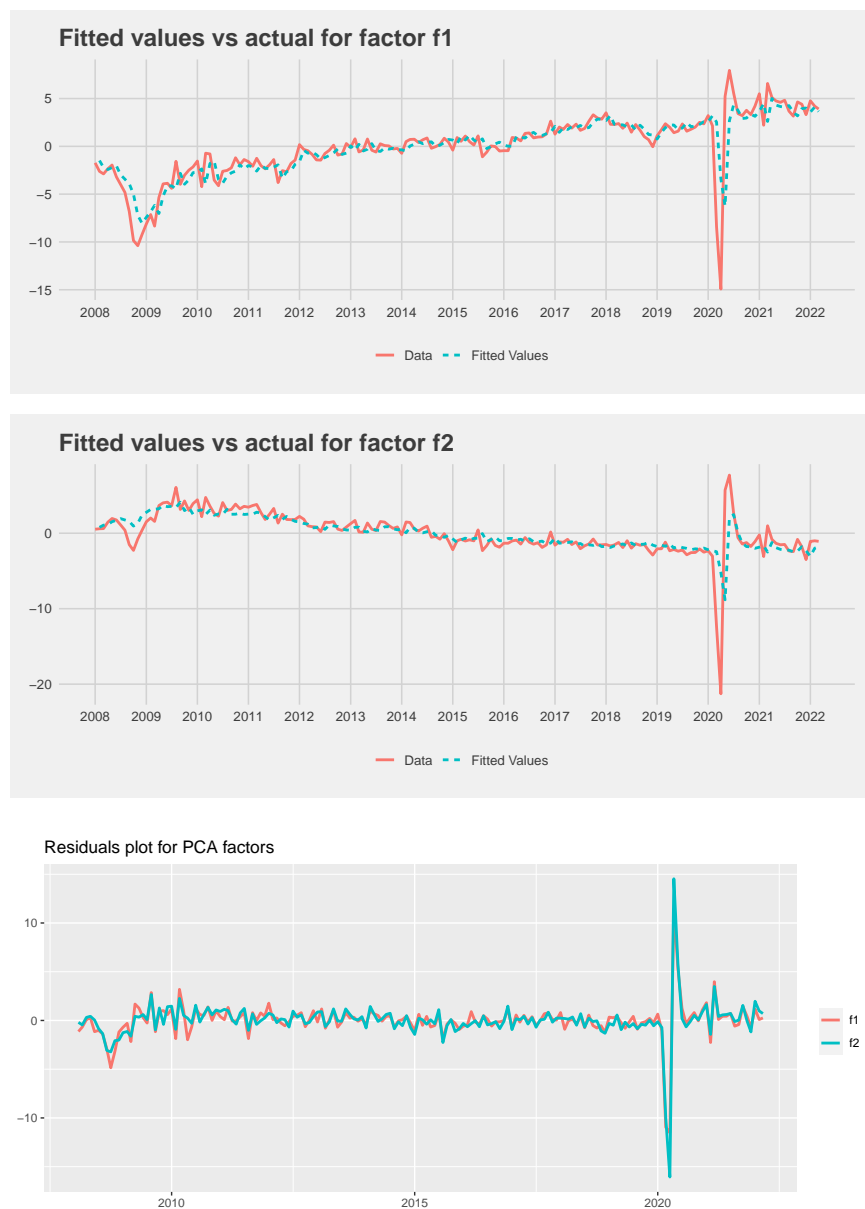 Fitted values vs actual for factor f1
5
0
−5
−10
−15
2008 2009 2010 2011 2012 2013 2014 2015 2016 2017 2018 2019 2020 2021 2022
Data Fitted Values
Fitted values vs actual for factor f2
0
−10
−20
2008 2009 2010 2011 2012 2013 2014 2015 2016 2017 2018 2019 2020 2021 2022
Data Fitted Values
Residuals plot for PCA factors
10
0
−10
2010 2015 2020
f1
f2